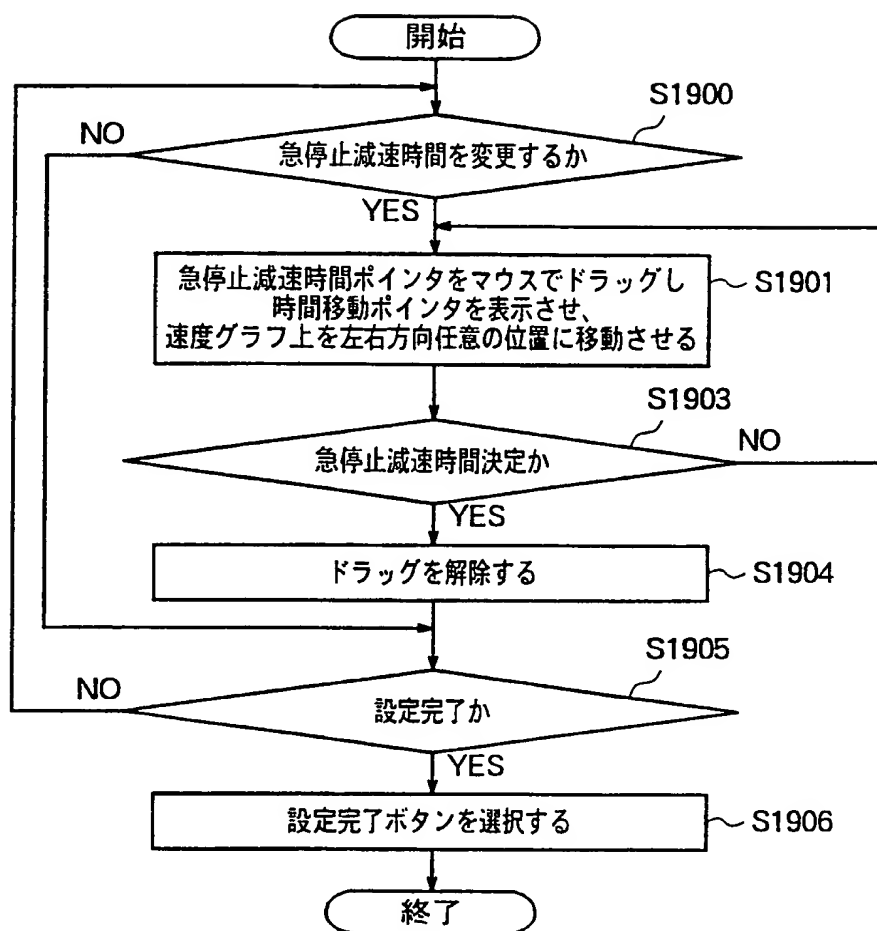 開始
S1900
NO
急停止減速時間を変更するか
YES
急停止減速時間ポインタをマウスでドラッグし
時間移動ポインタを表示させ、
速度グラフ上を左右方向任意の位置に移動させる
S1901
S1903
NO
急停止減速時間決定か
YES
ドラッグを解除する
S1904
S1905
NO
設定完了か
YES
設定完了ボタンを選択する
S1906
終了